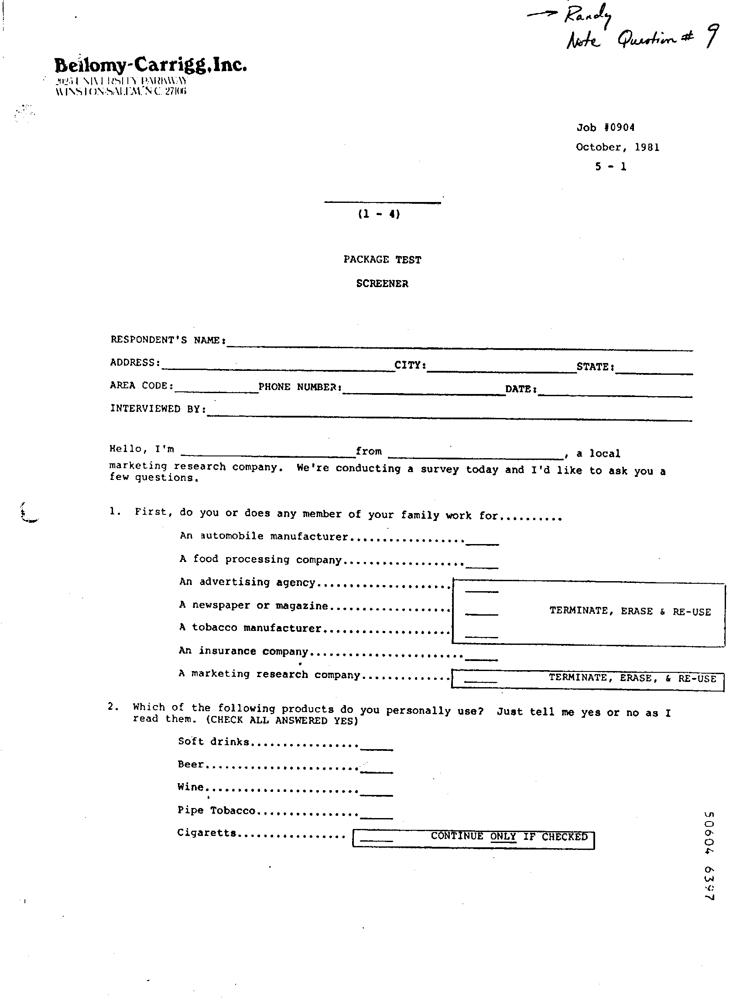 → Randy
Note Question # 9
Bellomy-Carrigg, Inc.
2025 UNIVERSITY PARKWAY
WINSTON-SALEM, N.C. 27106
Job #0904
October, 1981
5 - 1
(1 - 4)
PACKAGE TEST
SCREENER
RESPONDENT'S NAME:
ADDRESS: CITY: STATE:
AREA CODE: PHONE NUMBER: DATE:
INTERVIEWED BY:
Hello, I'm from , a local
marketing research company. We're conducting a survey today and I'd like to ask you a
few questions.
1. First, do you or does any member of your family work for..........
An automobile manufacturer..................
A food processing company...................
An advertising agency.....................
A newspaper or magazine................... TERMINATE, ERASE & RE-USE
A tobacco manufacturer....................
An insurance company........................
A marketing research company.............. TERMINATE, ERASE, & RE-USE
2. Which of the following products do you personally use? Just tell me yes or no as I
read them. (CHECK ALL ANSWERED YES)
Soft drinks.................
Beer........................
Wine........................
Pipe Tobacco................
Cigaretts................. CONTINUE ONLY IF CHECKED
50604 6397